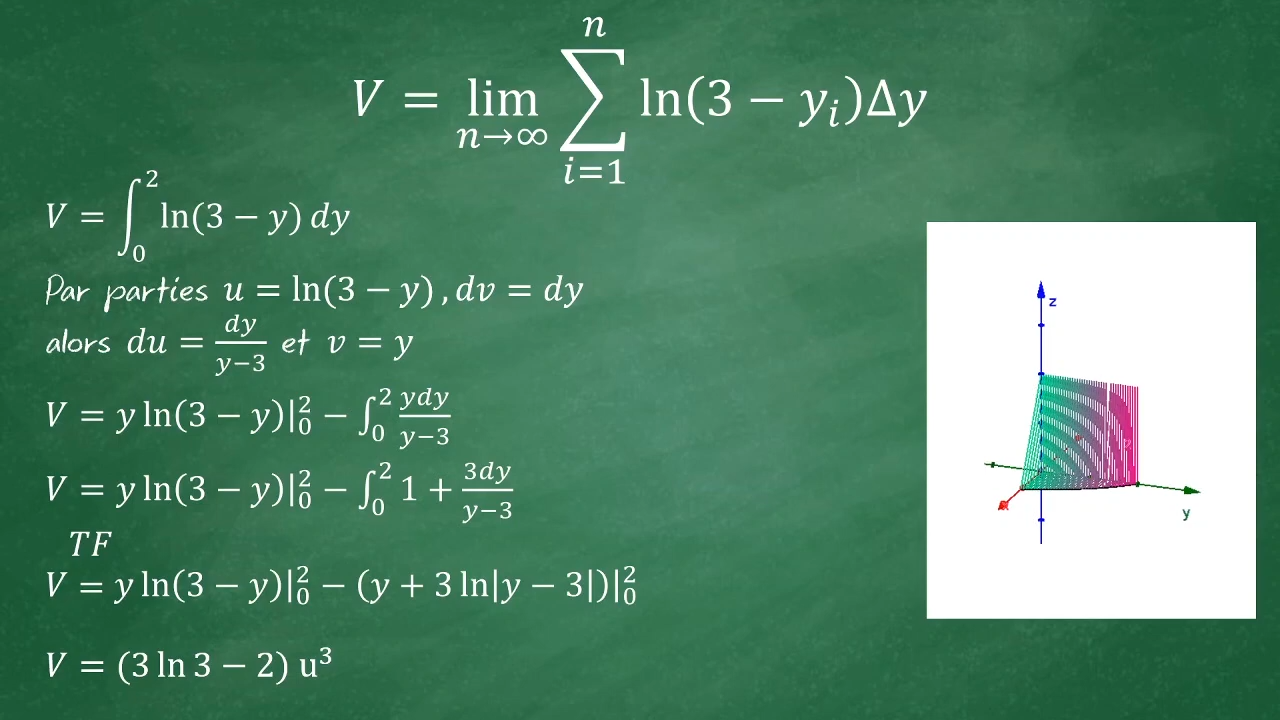 V = lim_{n→∞} ∑_{i=1}^{n} ln(3 − y_i)Δy
V = ∫_0^2 ln(3 − y) dy
Par parties u = ln(3 − y) , dv = dy
alors du = dy/(y−3) et v = y
V = y ln(3 − y)|_0^2 − ∫_0^2 ydy/(y−3)
V = y ln(3 − y)|_0^2 − ∫_0^2 1 + 3dy/(y−3)
TF
V = y ln(3 − y)|_0^2 − (y + 3 ln|y − 3|)|_0^2
V = (3 ln 3 − 2) u³
z
y